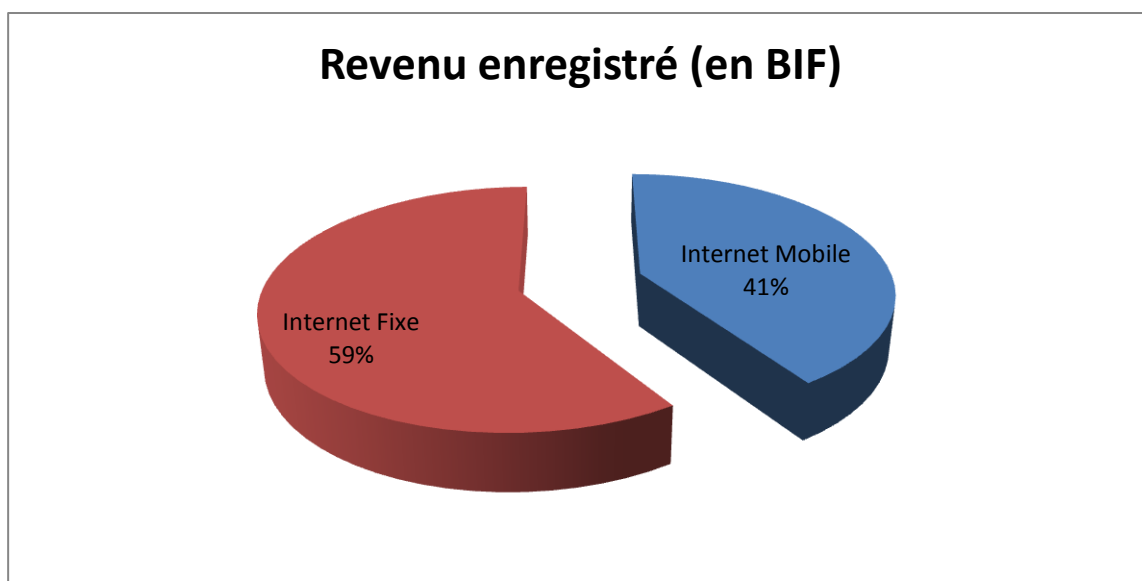 Revenu enregistré (en BIF)
Internet Mobile
41%
Internet Fixe
59%